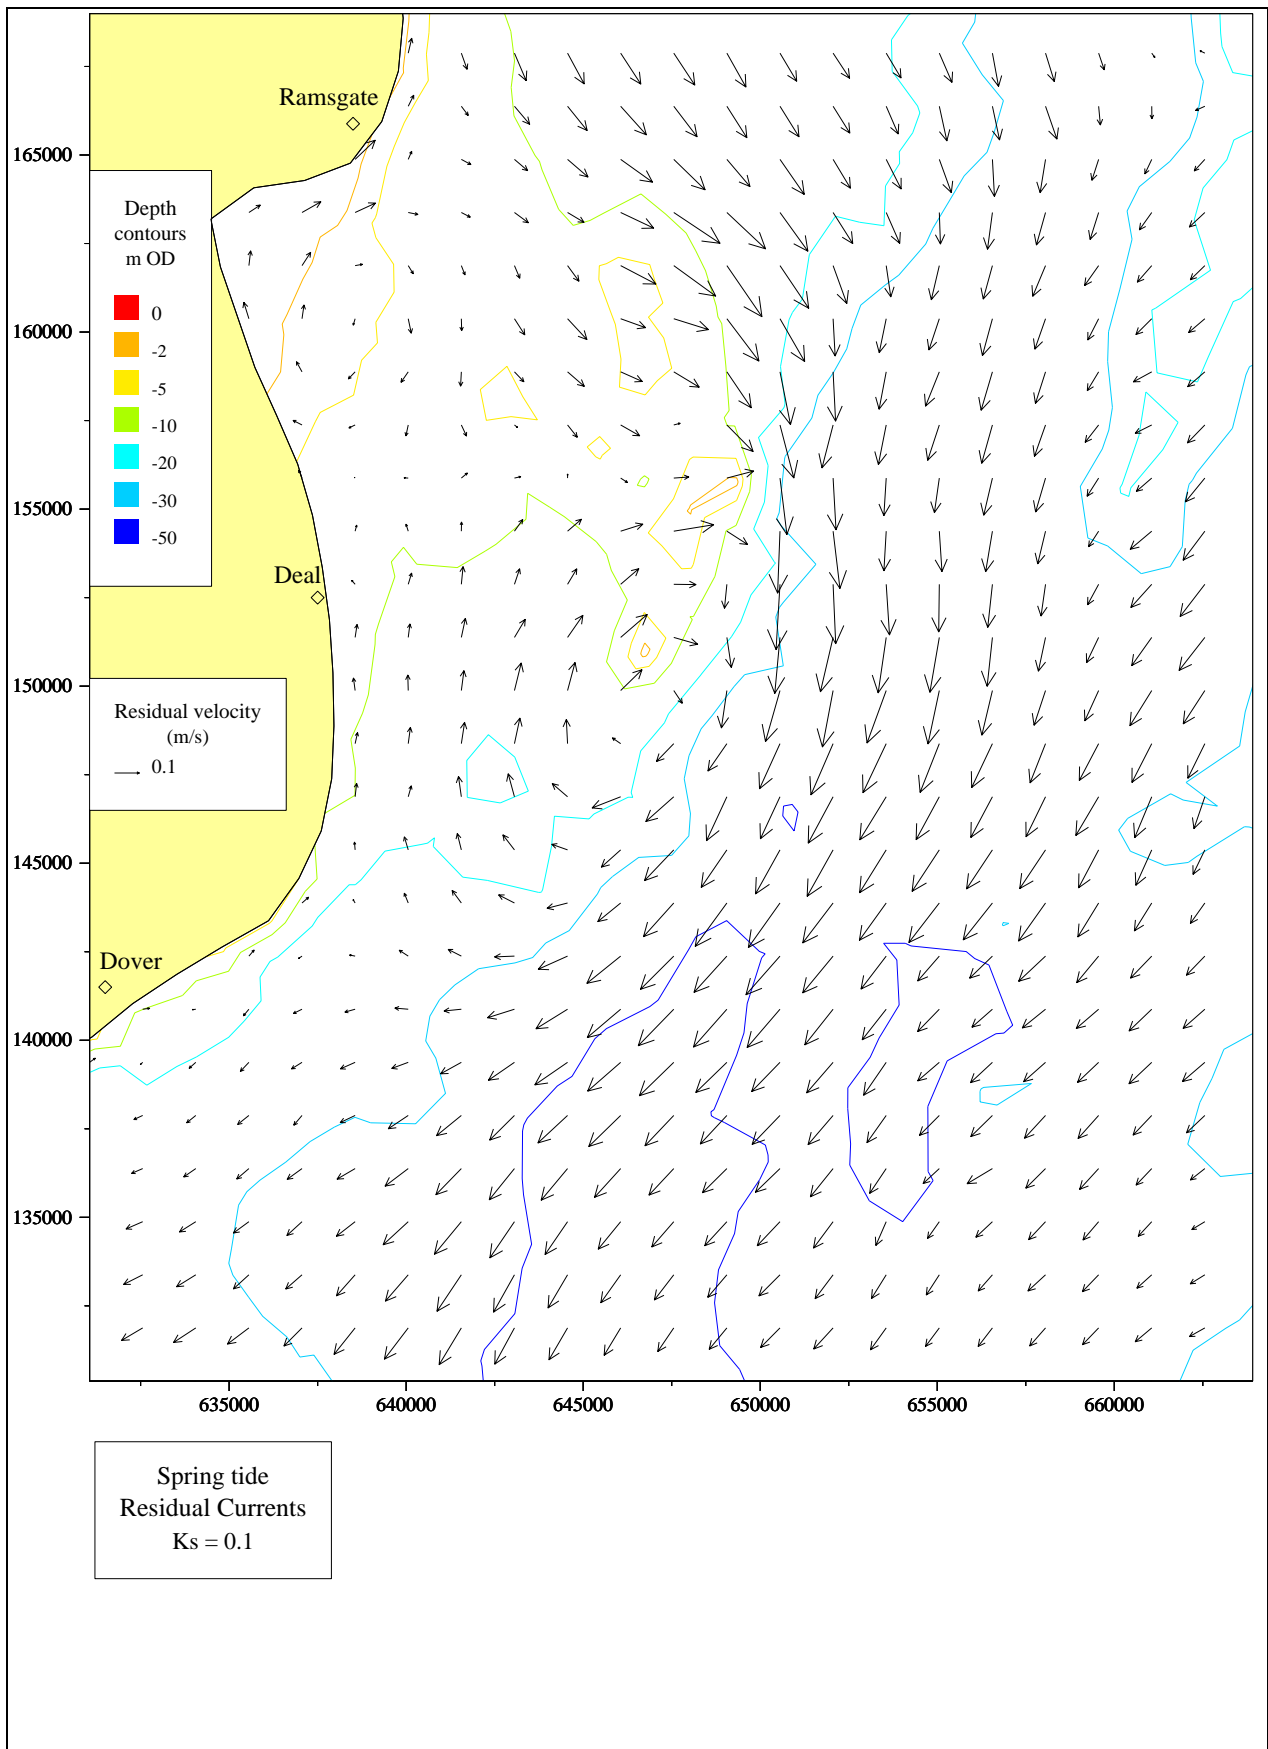 Ramsgate
165000
Depth
contours
m OD
0
-2
-5
-10
-20
-30
-50
160000
155000
Deal
150000
Residual velocity
(m/s)
0.1
145000
Dover
140000
135000
635000 640000 645000 650000 655000 660000
Spring tide
Residual Currents
Ks = 0.1